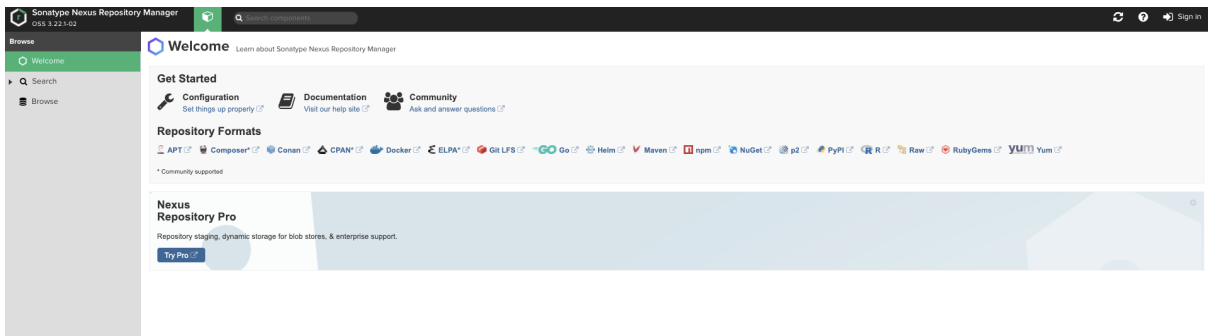 Sonatype Nexus Repository Manager
OSS 3.22.1-02
Search components
Sign in
Browse
Welcome
Search
Browse
Welcome Learn about Sonatype Nexus Repository Manager
Get Started
Configuration
Set things up properly
Documentation
Visit our help site
Community
Ask and answer questions
Repository Formats
APT Composer* Conan CPAN* Docker ELPA* Git LFS GO Go Helm Maven npm NuGet p2 PyPI R R Raw RubyGems yum Yum
* Community supported
Nexus
Repository Pro
Repository staging, dynamic storage for blob stores, & enterprise support.
Try Pro